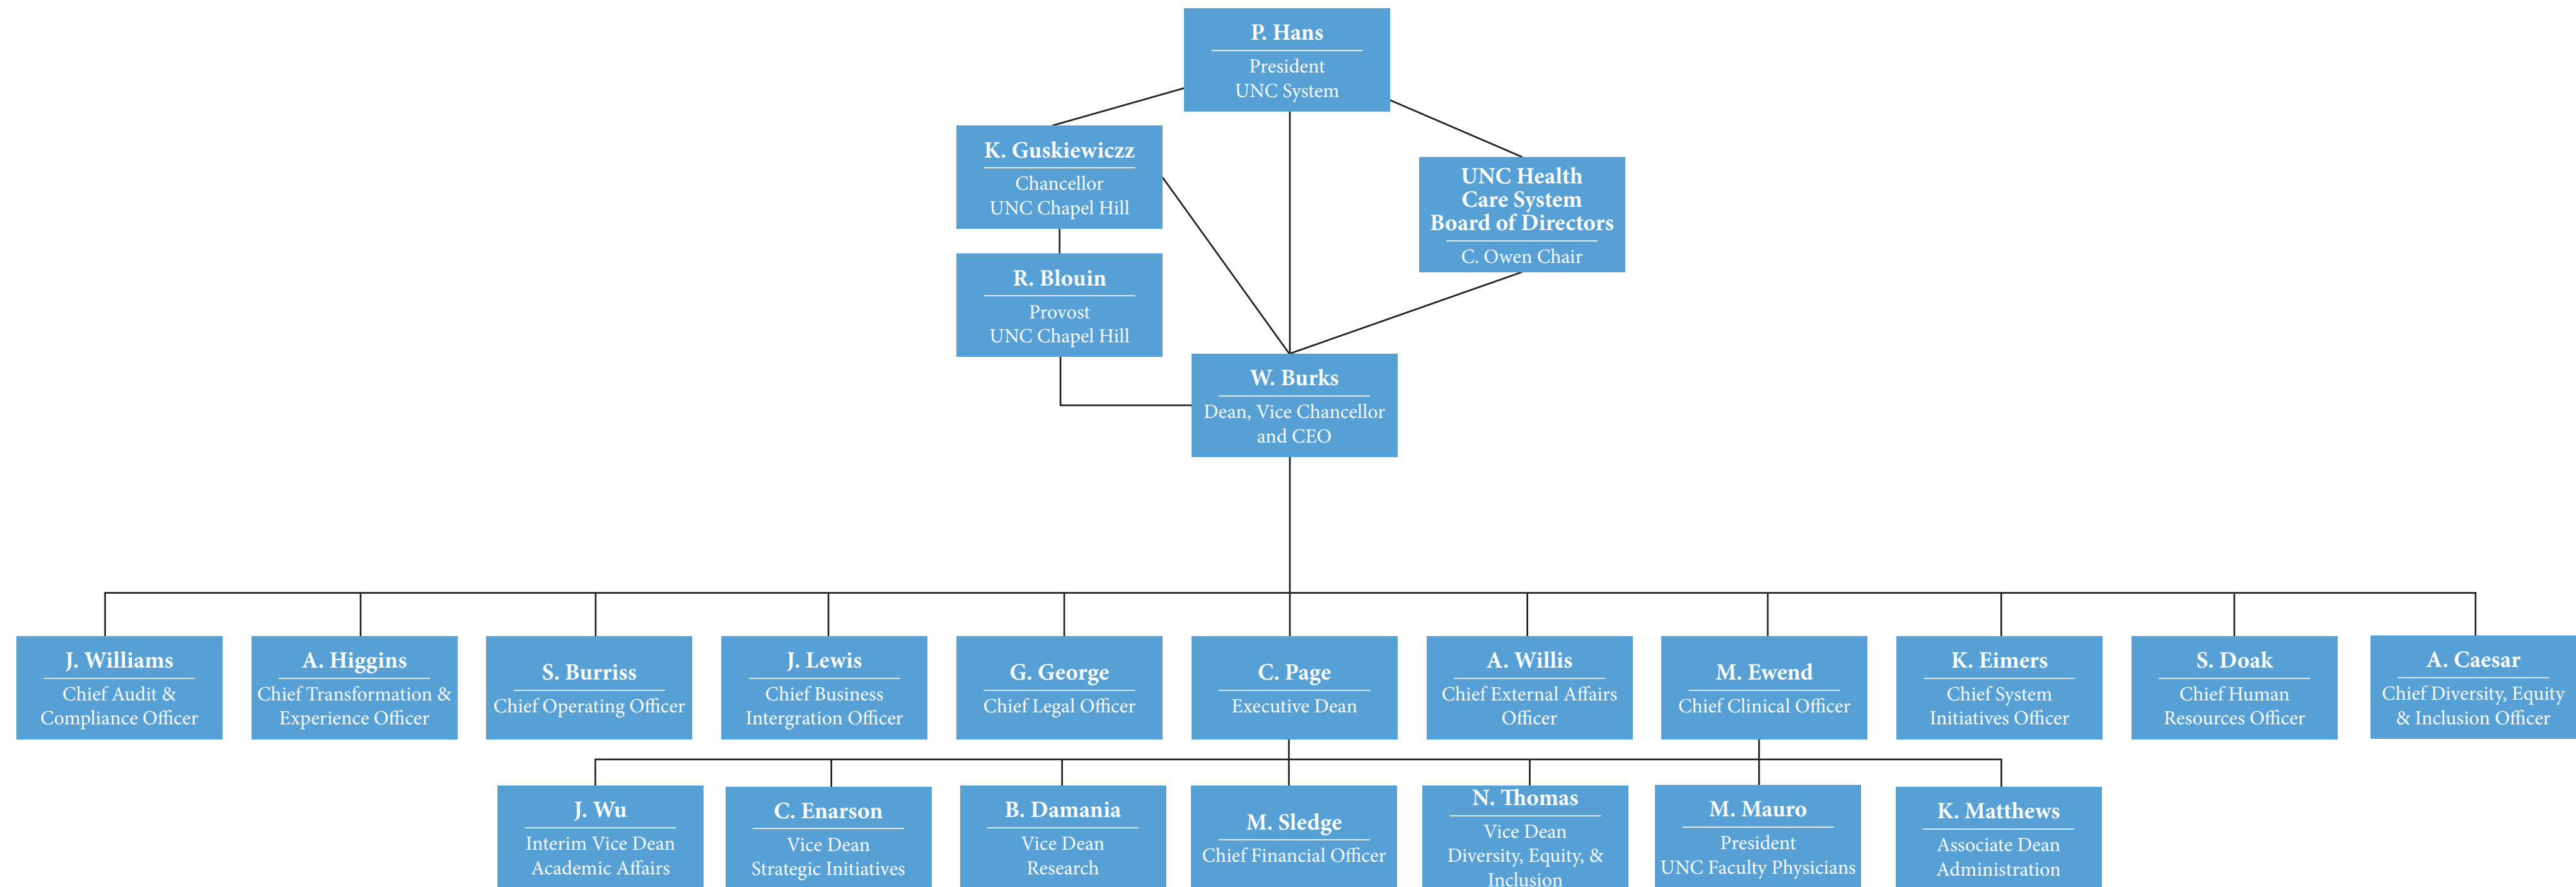 P. Hans
President
UNC System
K. Guskiewiczz
Chancellor
UNC Chapel Hill
UNC Health
Care System
Board of Directors
C. Owen Chair
R. Blouin
Provost
UNC Chapel Hill
W. Burks
Dean, Vice Chancellor
and CEO
J. Williams
Chief Audit &
Compliance Officer
A. Higgins
Chief Transformation &
Experience Officer
S. Burriss
Chief Operating Officer
J. Lewis
Chief Business
Intergration Officer
G. George
Chief Legal Officer
C. Page
Executive Dean
A. Willis
Chief External Affairs
Officer
M. Ewend
Chief Clinical Officer
K. Eimers
Chief System
Initiatives Officer
S. Doak
Chief Human
Resources Officer
A. Caesar
Chief Diversity, Equity
& Inclusion Officer
J. Wu
Interim Vice Dean
Academic Affairs
C. Enarson
Vice Dean
Strategic Initiatives
B. Damania
Vice Dean
Research
M. Sledge
Chief Financial Officer
N. Thomas
Vice Dean
Diversity, Equity, &
Inclusion
M. Mauro
President
UNC Faculty Physicians
K. Matthews
Associate Dean
Administration